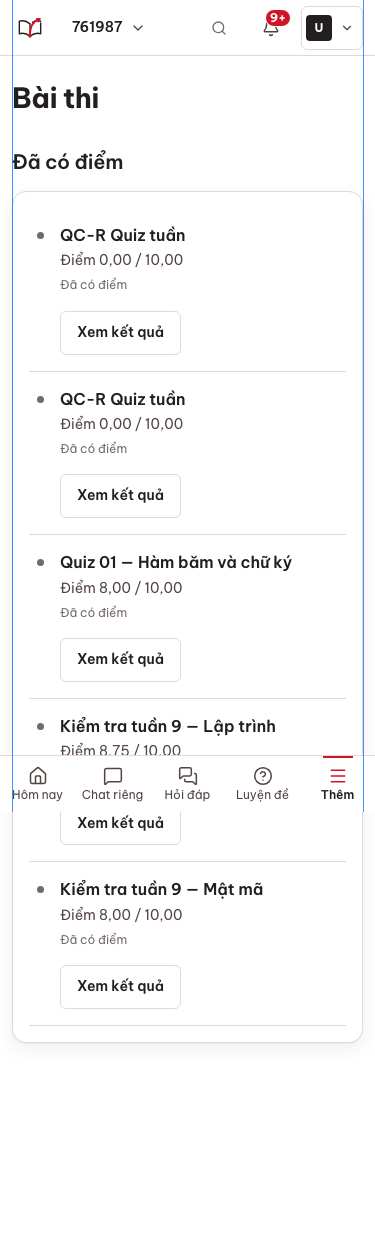 761987
9+
U
Bài thi
Đã có điểm
QC-R Quiz tuần
Điểm 0,00 / 10,00
Đã có điểm
Xem kết quả
QC-R Quiz tuần
Điểm 0,00 / 10,00
Đã có điểm
Xem kết quả
Quiz 01 — Hàm băm và chữ ký
Điểm 8,00 / 10,00
Đã có điểm
Xem kết quả
Kiểm tra tuần 9 — Lập trình
Điểm 8,75 / 10,00
Hôm nay Chat riêng Hỏi đáp Luyện đề Thêm
Xem kết quả
Kiểm tra tuần 9 — Mật mã
Điểm 8,00 / 10,00
Đã có điểm
Xem kết quả